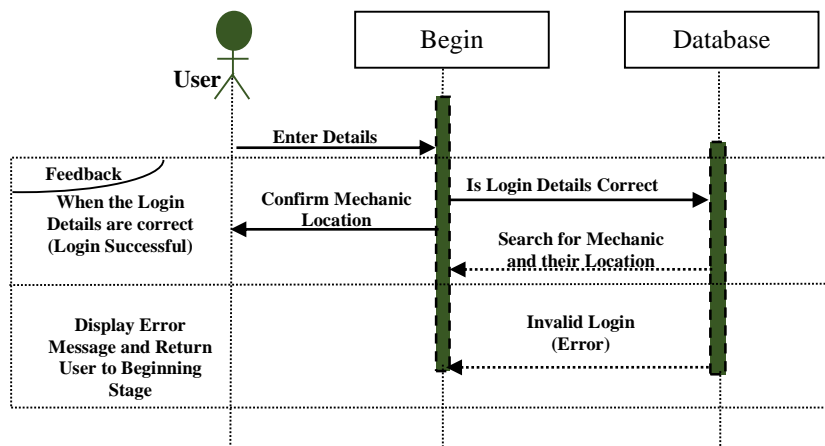 Begin
Database
User
Enter Details
Feedback
When the Login
Details are correct
(Login Successful)
Confirm Mechanic
Location
Is Login Details Correct
Search for Mechanic
and their Location
Display Error
Message and Return
User to Beginning
Stage
Invalid Login
(Error)